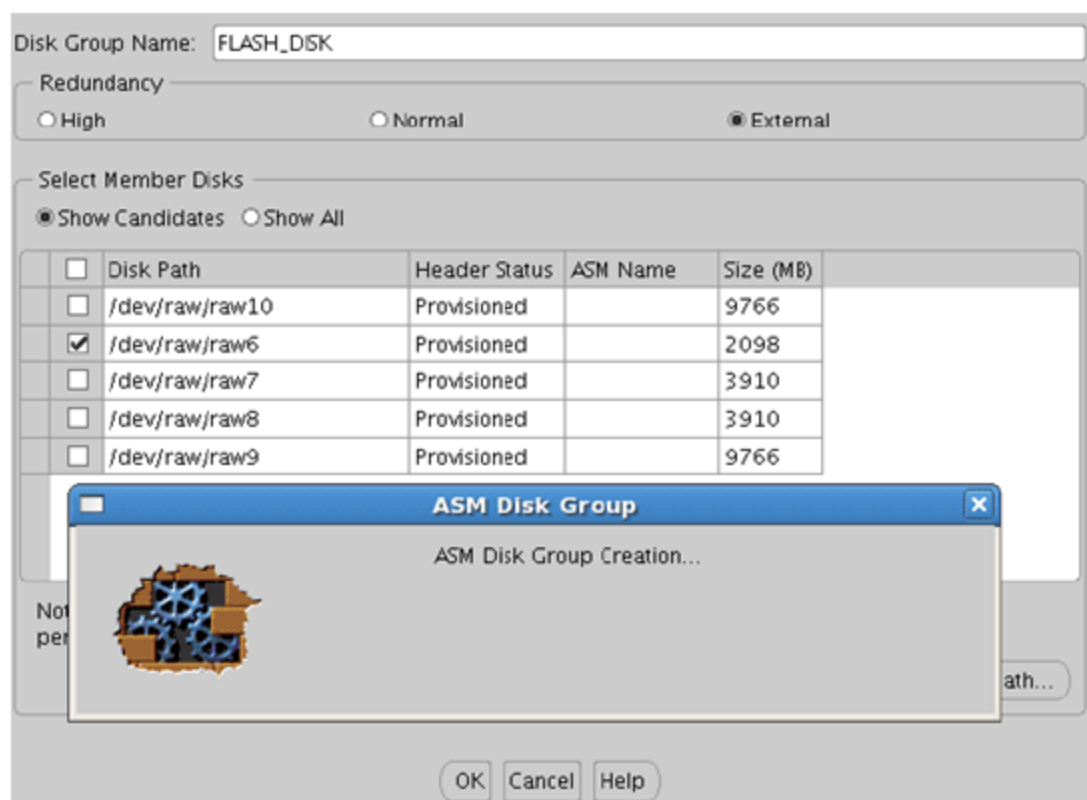 Disk Group Name: FLASH_DISK
Redundancy
High Normal External
Select Member Disks
Show Candidates Show All
Disk Path Header Status ASM Name Size (MB)
/dev/raw/raw10 Provisioned 9766
/dev/raw/raw6 Provisioned 2098
/dev/raw/raw7 Provisioned 3910
/dev/raw/raw8 Provisioned 3910
/dev/raw/raw9 Provisioned 9766
ASM Disk Group
ASM Disk Group Creation...
OK Cancel Help